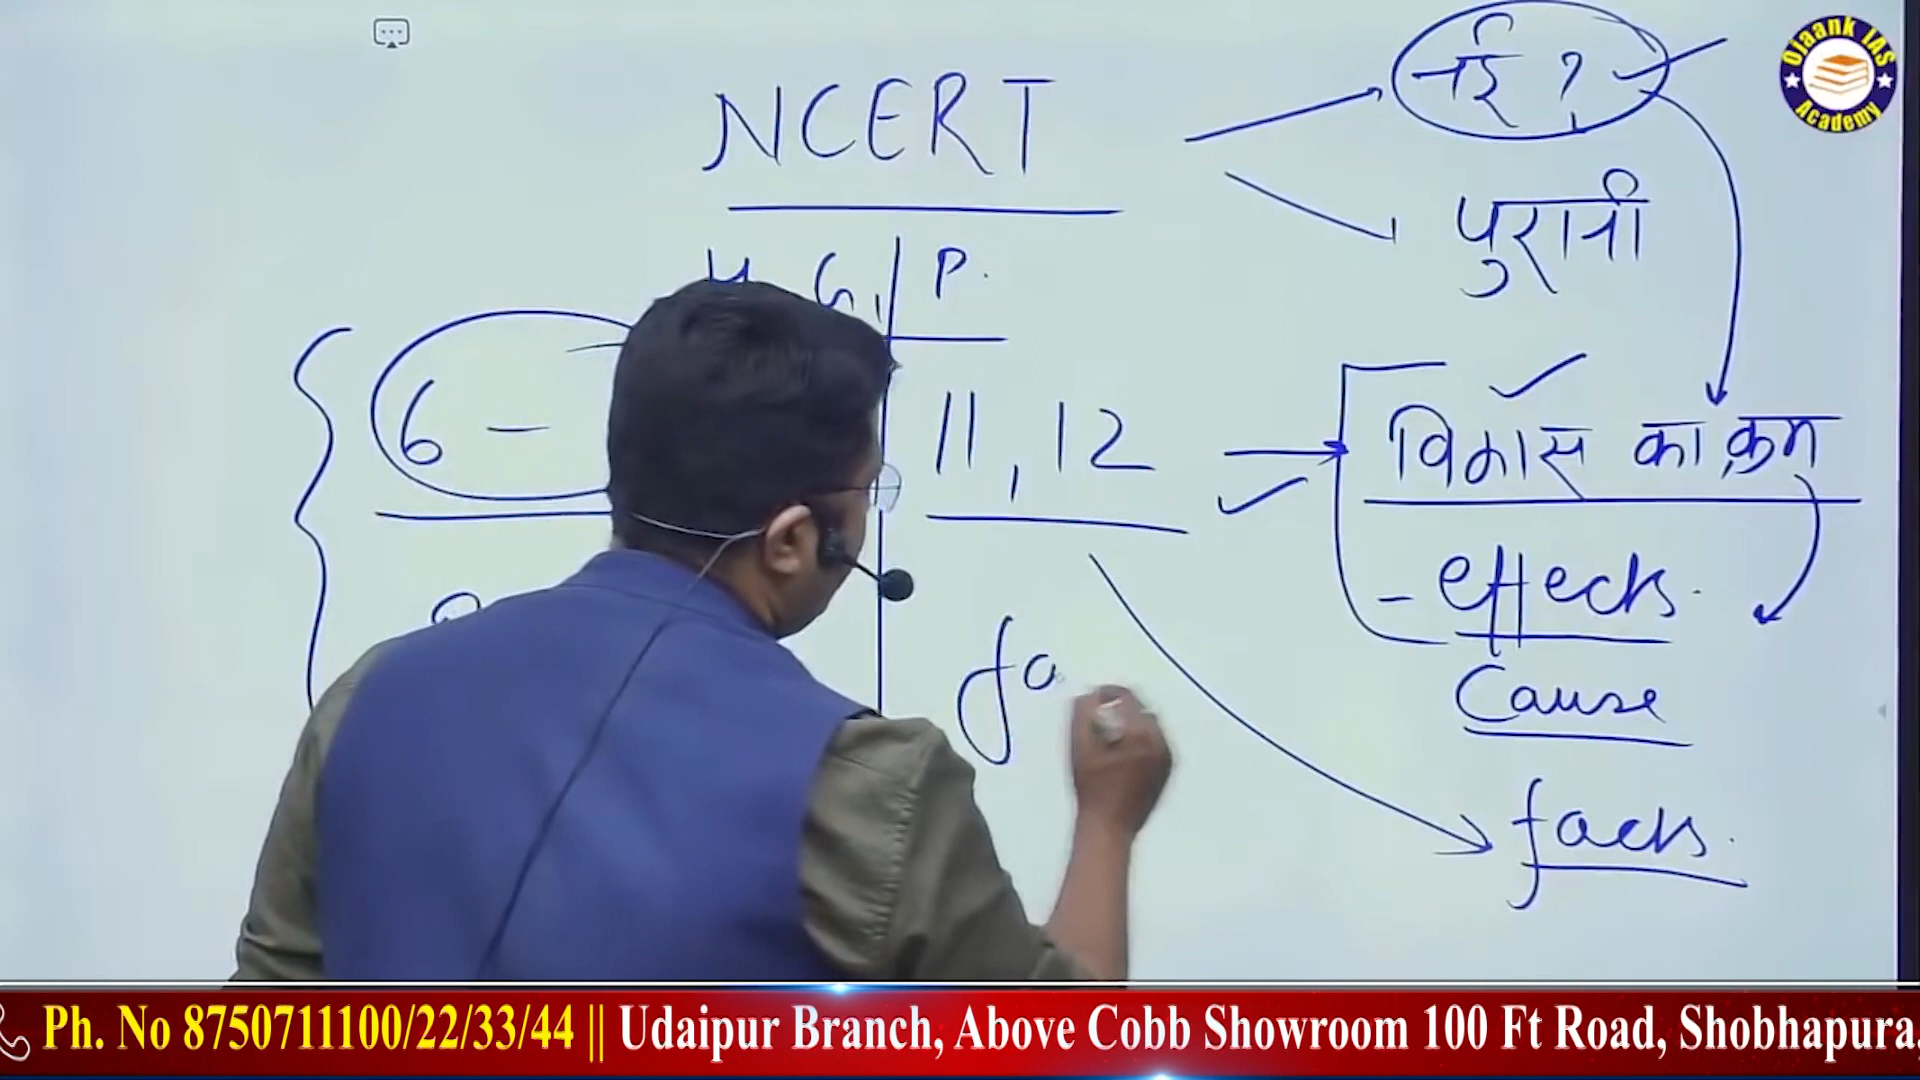 NCERT
नई ?
पुरानी
G, P.
6 -
11, 12
विकास का क्रम
- effects.
Cause
facts.
fa
Ojaank IAS
Academy
Ph. No 8750711100/22/33/44 || Udaipur Branch, Above Cobb Showroom 100 Ft Road, Shobhapura,